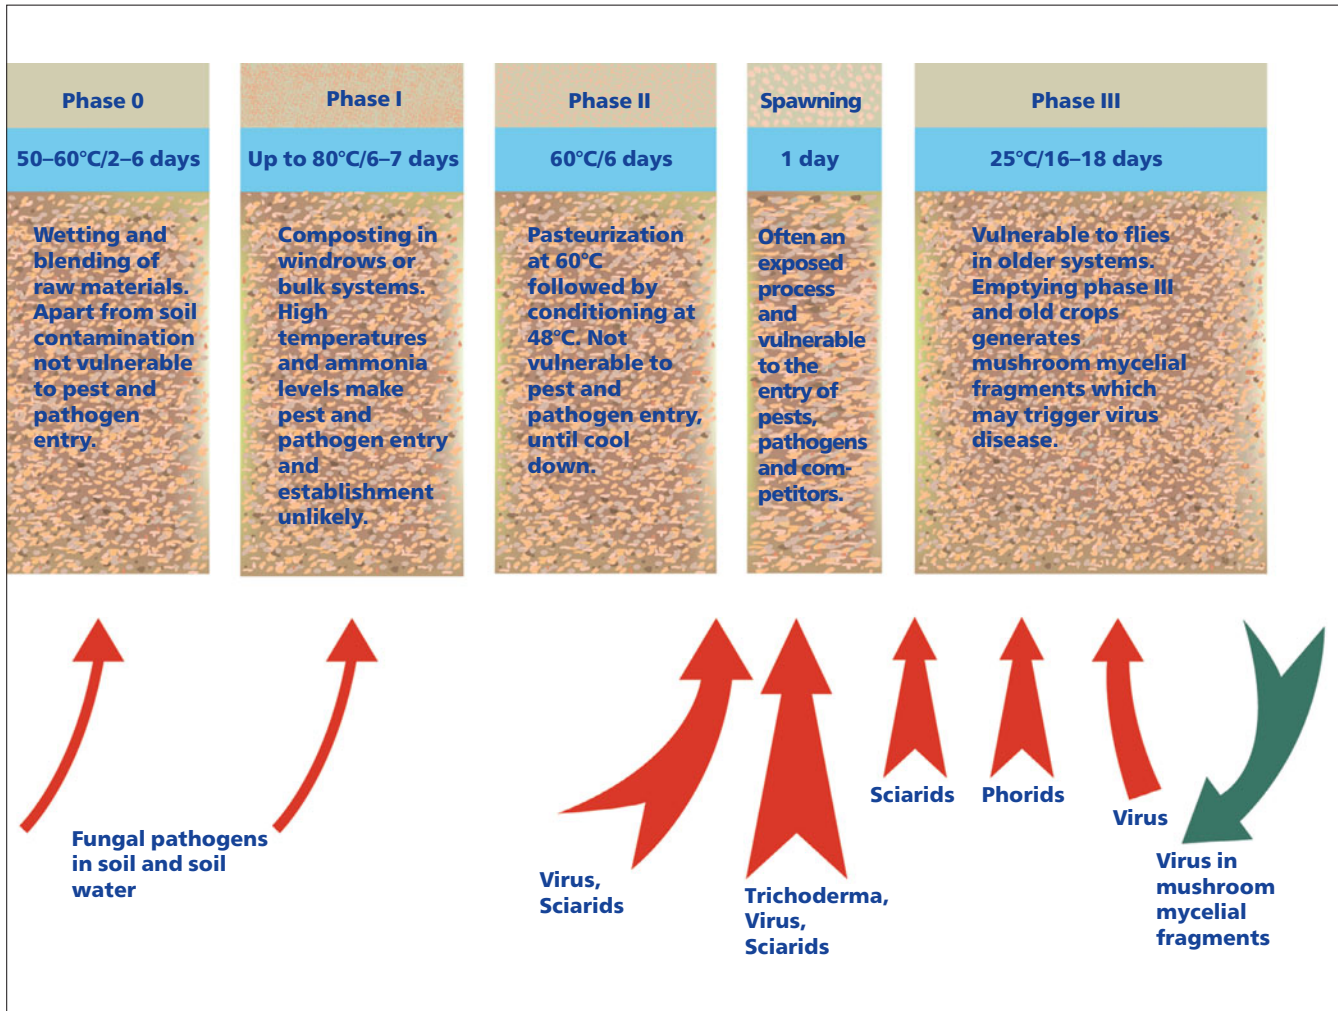 Phase 0
50–60°C/2–6 days
Wetting and
blending of
raw materials.
Apart from soil
contamination
not vulnerable
to pest and
pathogen
entry.
Phase I
Up to 80°C/6–7 days
Composting in
windrows or
bulk systems.
High
temperatures
and ammonia
levels make
pest and
pathogen entry
and
establishment
unlikely.
Phase II
60°C/6 days
Pasteurization
at 60°C
followed by
conditioning at
48°C. Not
vulnerable to
pest and
pathogen entry,
until cool
down.
Spawning
1 day
Often an
exposed
process
and
vulnerable
to the
entry of
pests,
pathogens
and com-
petitors.
Phase III
25°C/16–18 days
Vulnerable to flies
in older systems.
Emptying phase III
and old crops
generates
mushroom mycelial
fragments which
may trigger virus
disease.
Fungal pathogens
in soil and soil
water
Virus,
Sciarids
Trichoderma,
Virus,
Sciarids
Sciarids
Phorids
Virus
Virus in
mushroom
mycelial
fragments